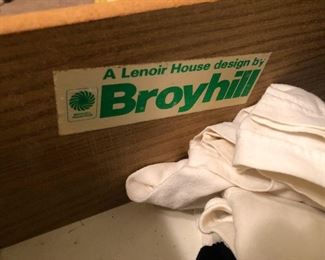 A Lenoir House design by
Broyhill